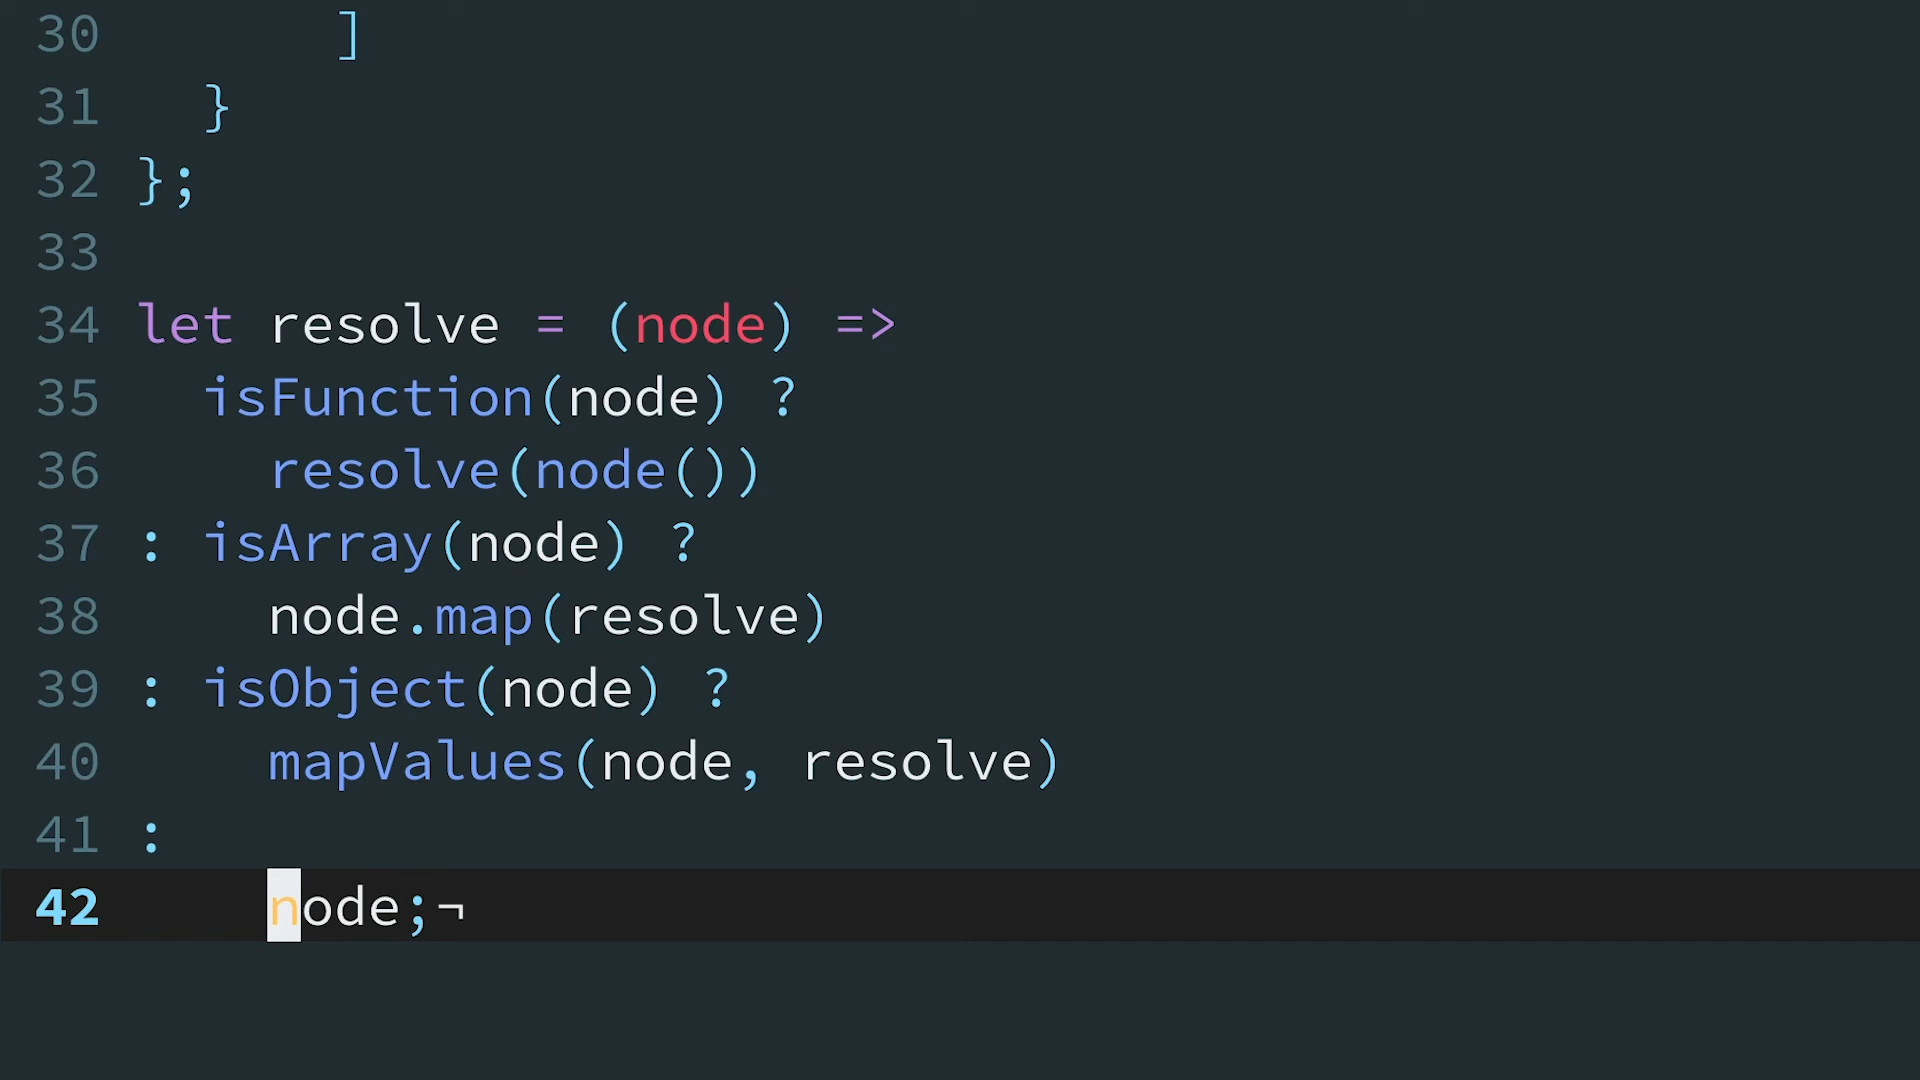 30       ]
31   }
32 };
33
34 let resolve = (node) =>
35   isFunction(node) ?
36     resolve(node())
37 : isArray(node) ?
38     node.map(resolve)
39 : isObject(node) ?
40     mapValues(node, resolve)
41 :
42     node;¬